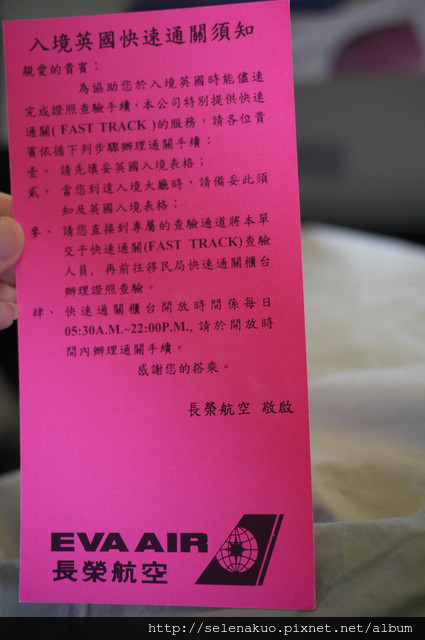 入境英國快速通關須知
親愛的貴賓：
為協助您於入境英國時能儘速
完成證照查驗手續，本公司特別提供快速
通關( FAST TRACK )的服務，請各位貴
賓依循下列步驟辦理通關手續：
壹、 請先填妥英國入境表格；
貳、 當您到達入境大廳時，請備妥此須
知及英國入境表格；
參、 請您直接到專屬的查驗通道將本單
交予快速通關(FAST TRACK)查驗
人員，再前往移民局快速通關櫃台
辦理證照查驗。
肆、 快速通關櫃台開放時間係每日
05:30A.M.~22:00P.M., 請於開放時
間內辦理通關手續。
感謝您的搭乘。
長榮航空 敬啟
EVA AIR
長榮航空
http://selenakuo.pixnet.net/album